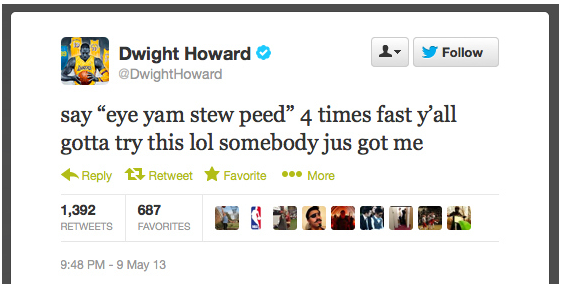 Dwight Howard
@DwightHoward
Follow
say “eye yam stew peed” 4 times fast y’all
gotta try this lol somebody jus got me
Reply Retweet Favorite More
1,392 687
RETWEETS FAVORITES
9:48 PM - 9 May 13